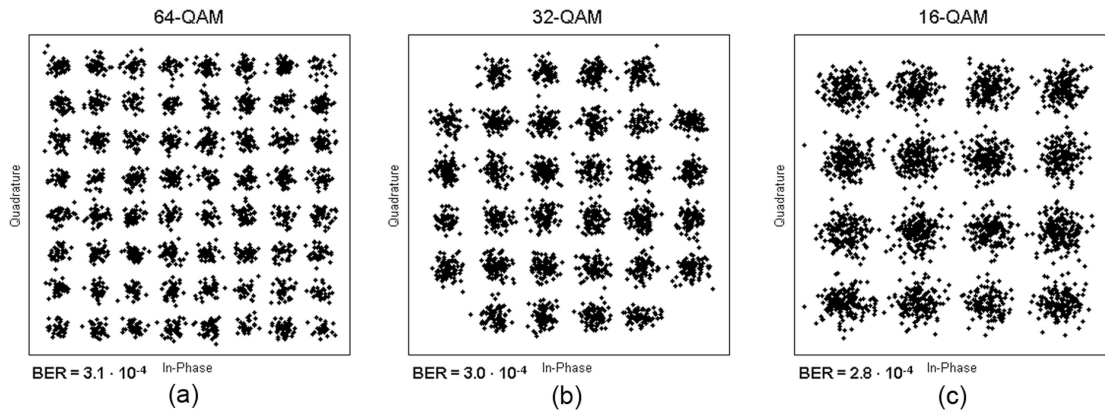 64-QAM
32-QAM
16-QAM
Quadrature
Quadrature
Quadrature
BER = 3.1 · 10⁻⁴ In-Phase
BER = 3.0 · 10⁻⁴ In-Phase
BER = 2.8 · 10⁻⁴ In-Phase
(a)
(b)
(c)